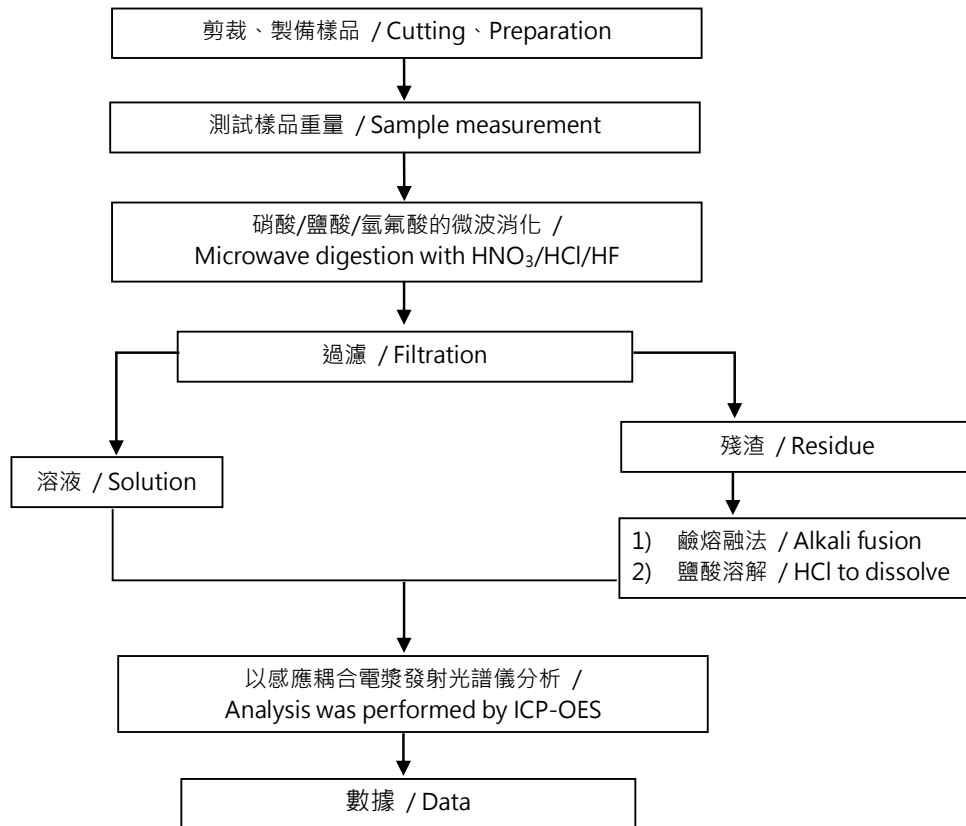 剪裁、製備樣品 / Cutting、Preparation
測試樣品重量 / Sample measurement
硝酸/鹽酸/氫氟酸的微波消化 /
Microwave digestion with HNO₃/HCl/HF
過濾 / Filtration
溶液 / Solution
殘渣 / Residue
1) 鹼熔融法 / Alkali fusion
2) 鹽酸溶解 / HCl to dissolve
以感應耦合電漿發射光譜儀分析 /
Analysis was performed by ICP-OES
數據 / Data